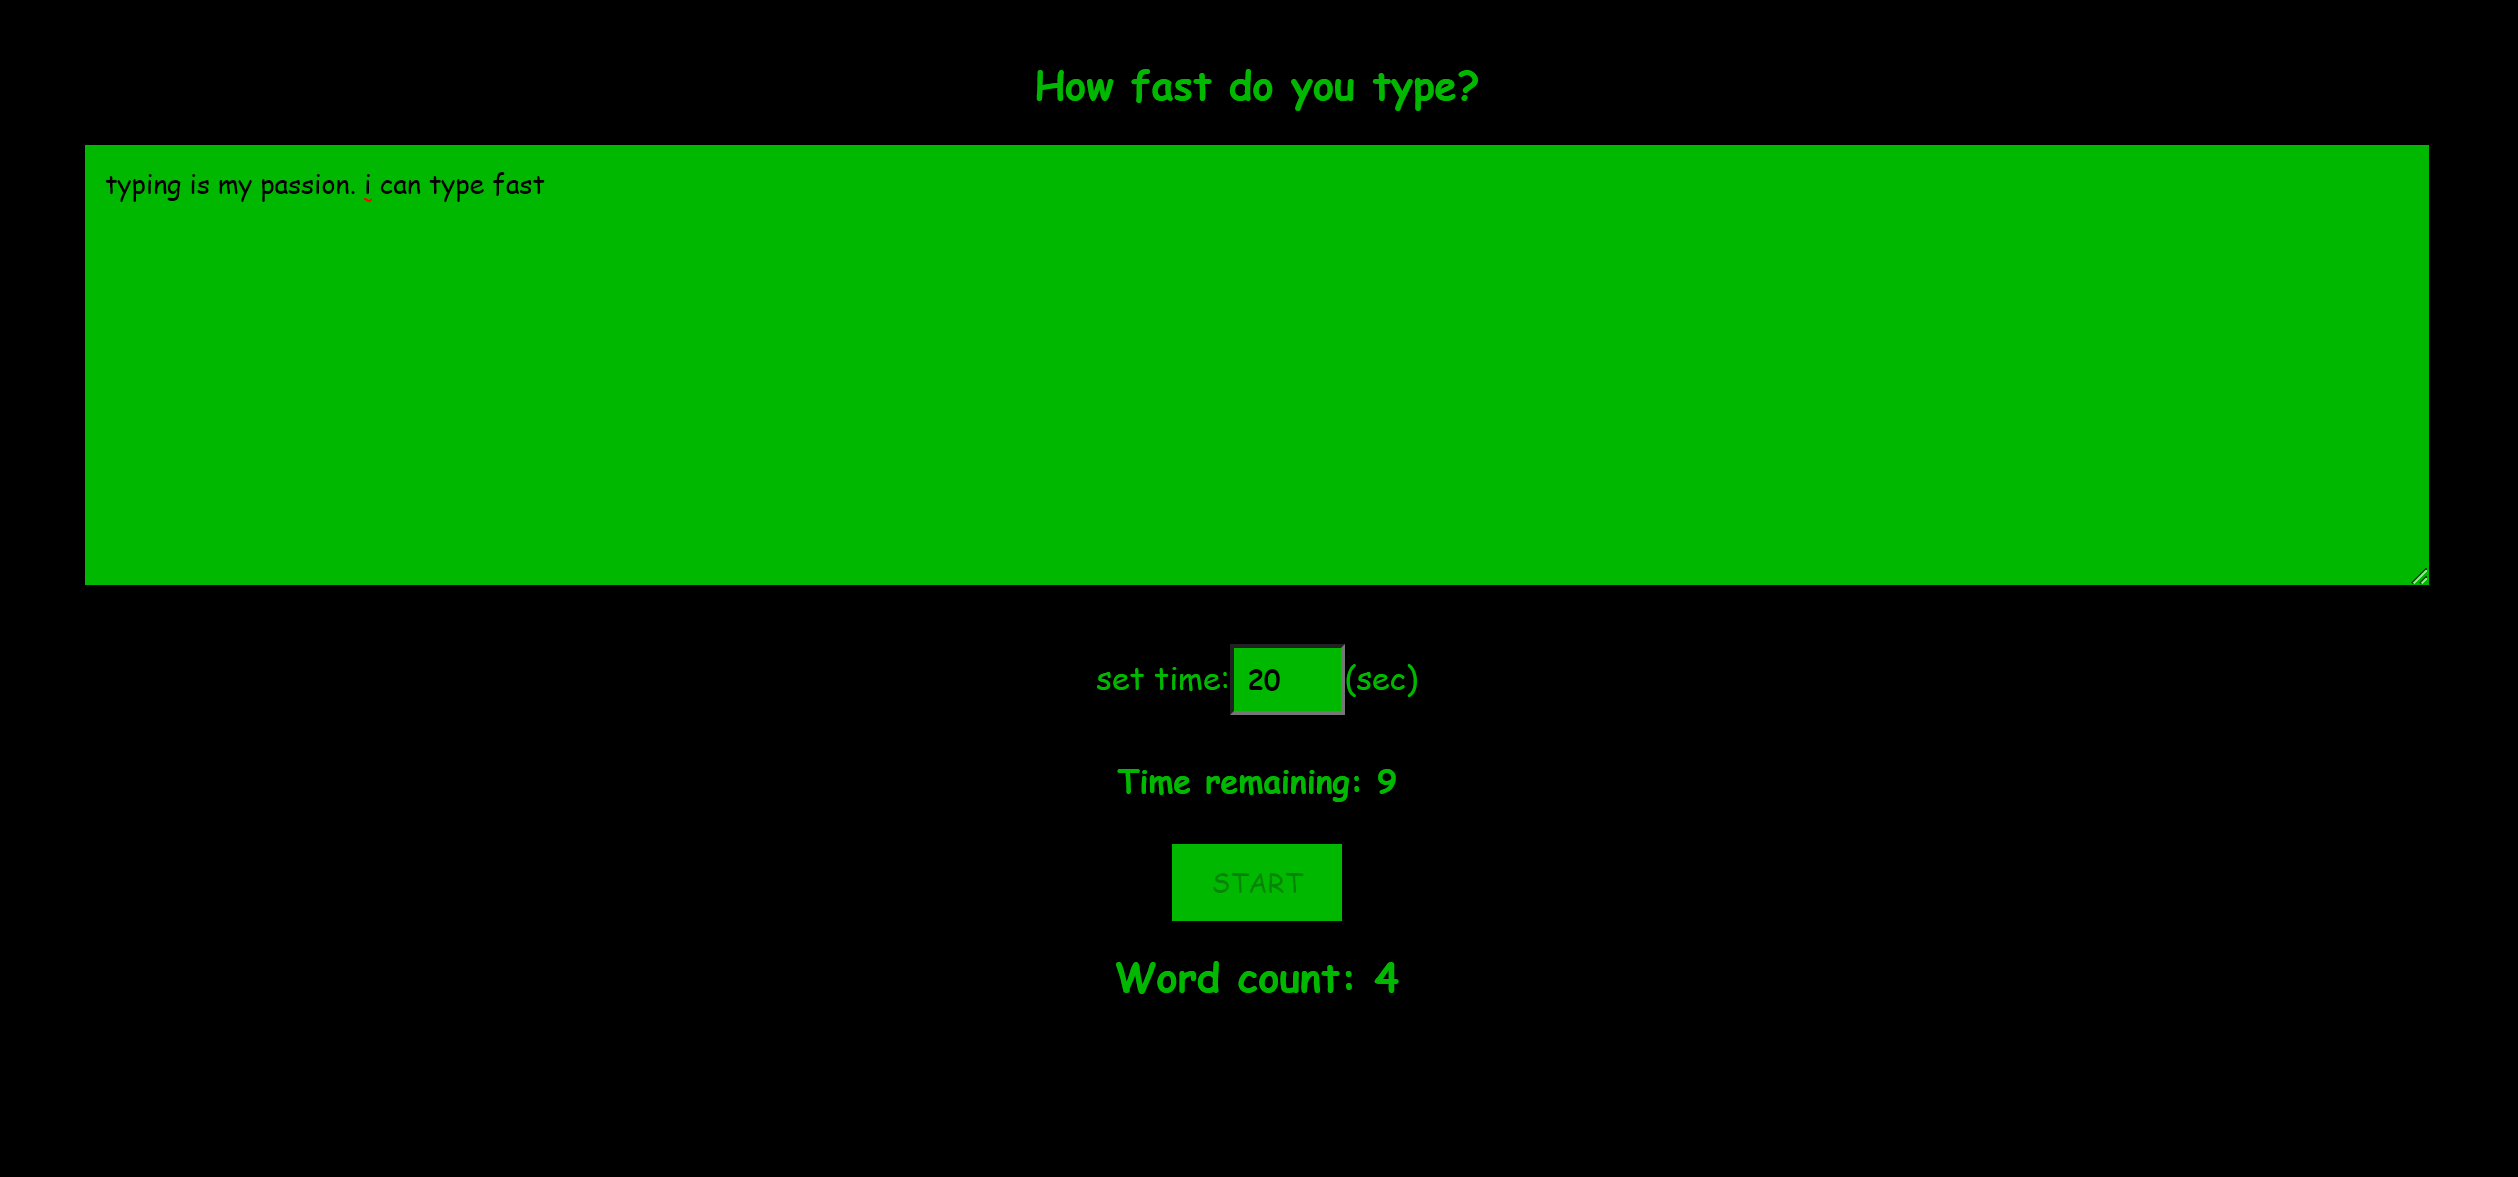 How fast do you type?
typing is my passion. i can type fast
set time: 20 (sec)
Time remaining: 9
START
Word count: 4